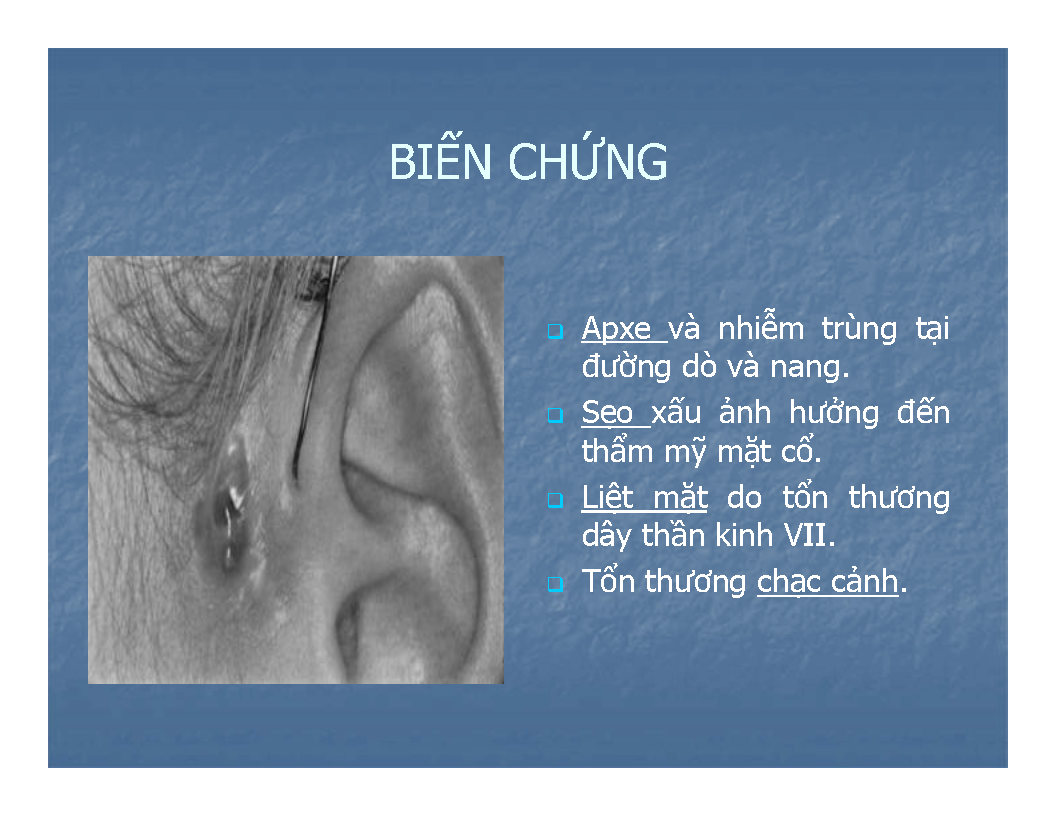 BIẾN CHỨNG
Apxe và nhiễm trùng tại
đường dò và nang.
Sẹo xấu ảnh hưởng đến
thẩm mỹ mặt cổ.
Liệt mặt do tổn thương
dây thần kinh VII.
Tổn thương chạc cảnh.